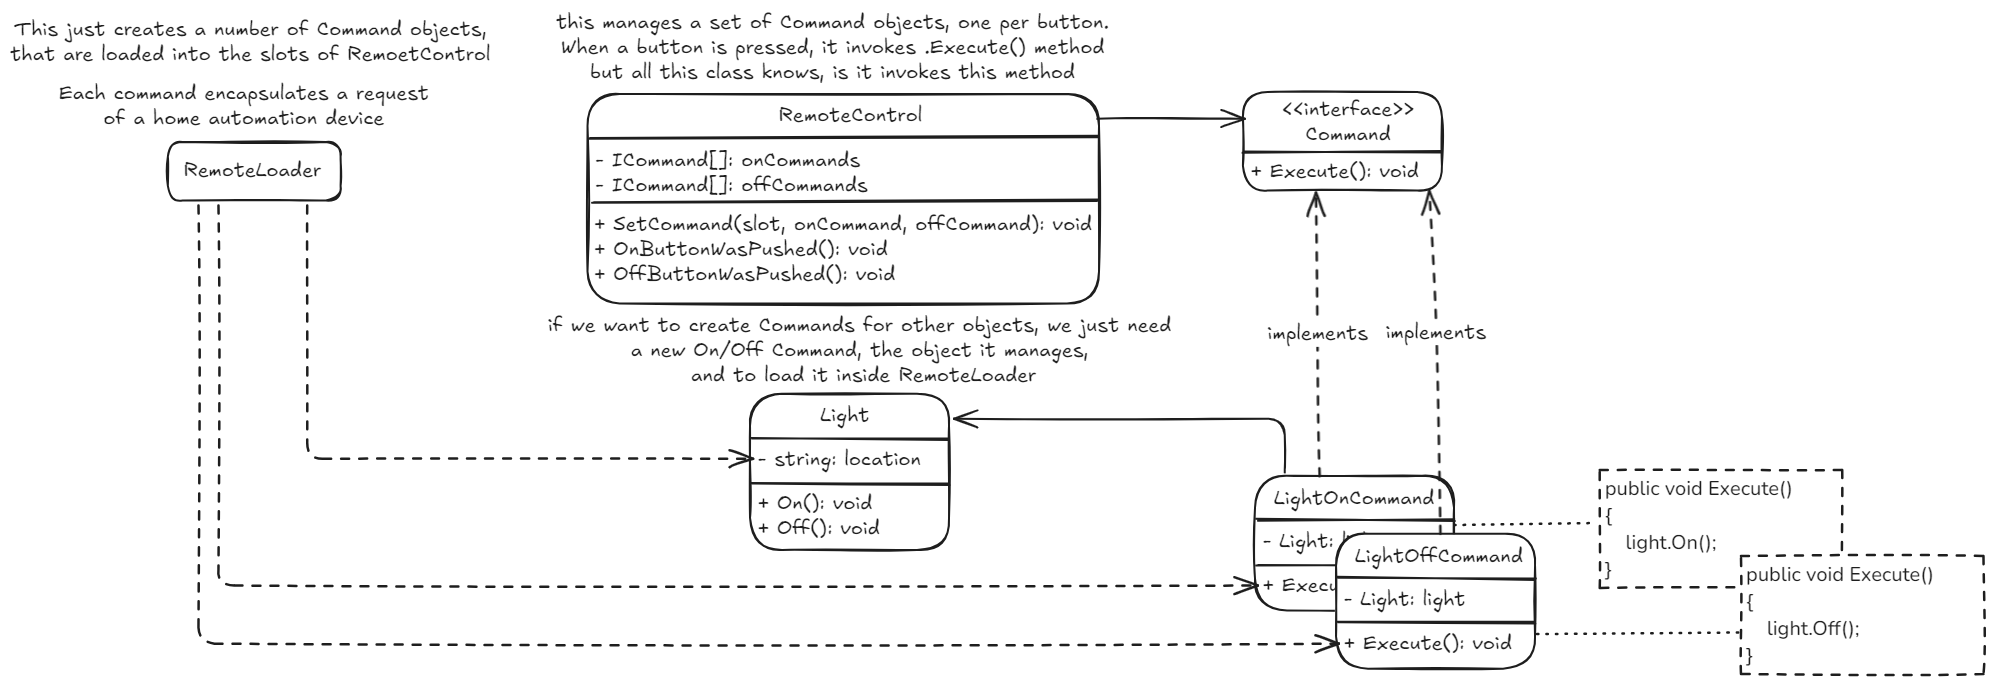 This just creates a number of Command objects,
that are loaded into the slots of RemoetControl
Each command encapsulates a request
of a home automation device
RemoteLoader
this manages a set of Command objects, one per button.
When a button is pressed, it invokes .Execute() method
but all this class knows, is it invokes this method
RemoteControl
- ICommand[]: onCommands
- ICommand[]: offCommands
+ SetCommand(slot, onCommand, offCommand): void
+ OnButtonWasPushed(): void
+ OffButtonWasPushed(): void
<<interface>>
Command
+ Execute(): void
implements
implements
if we want to create Commands for other objects, we just need
a new On/Off Command, the object it manages,
and to load it inside RemoteLoader
Light
- string: location
+ On(): void
+ Off(): void
LightOnCommand
- Light:
+ Execu
LightOffCommand
- Light: light
+ Execute(): void
public void Execute()
{
light.On();
}
public void Execute()
{
light.Off();
}